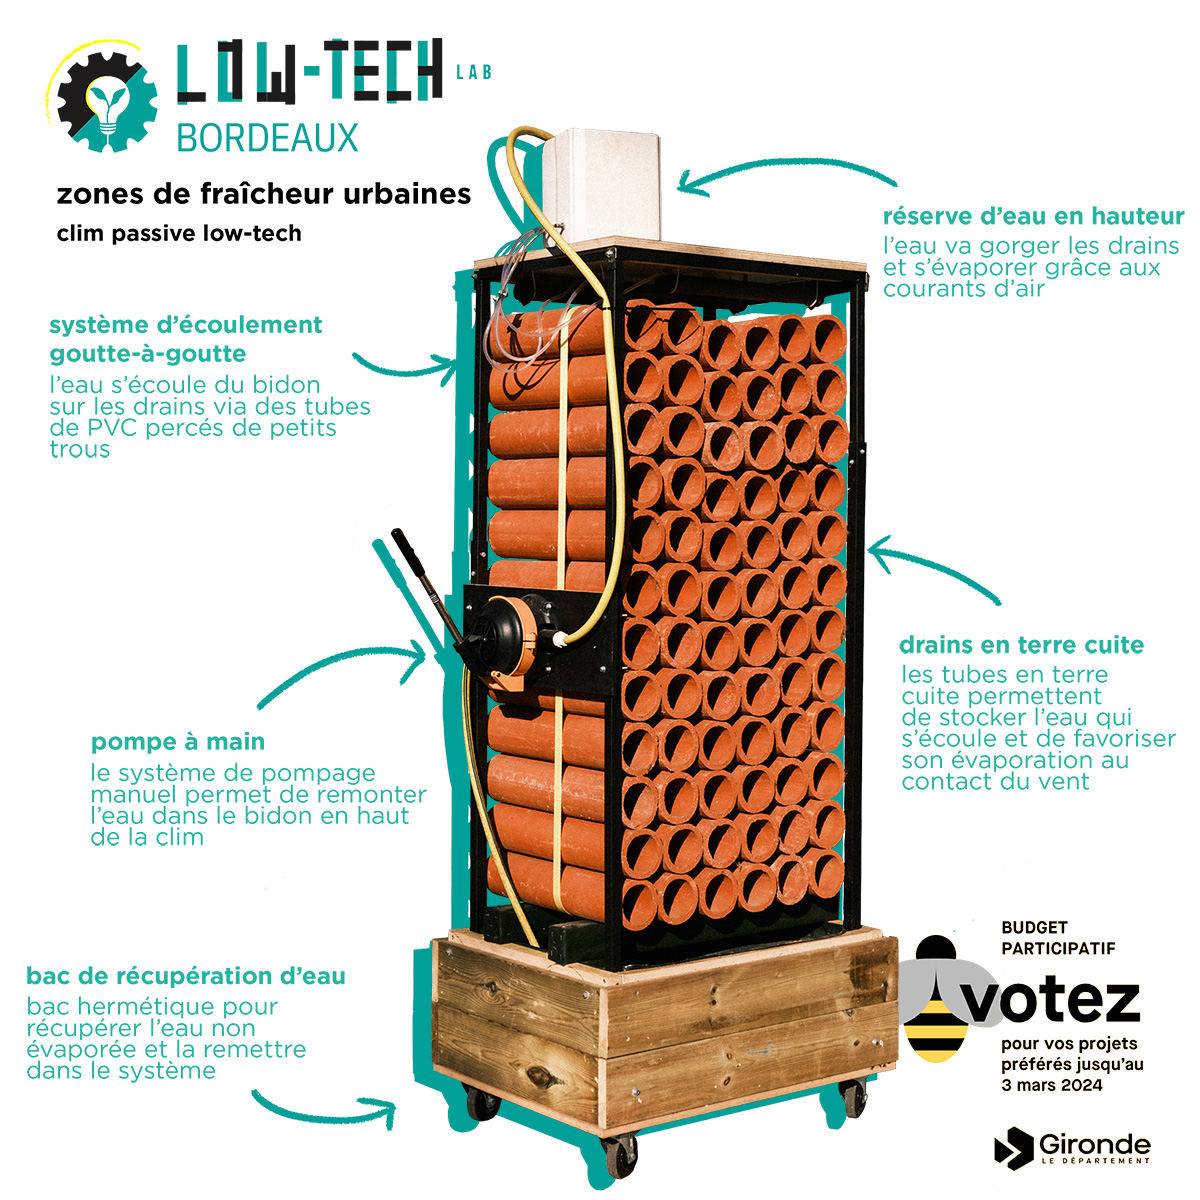 LOW-TECH LAB
BORDEAUX
zones de fraîcheur urbaines
clim passive low-tech
réserve d'eau en hauteur
l'eau va gorger les drains
et s'évaporer grâce aux
courants d'air
système d'écoulement
goutte-à-goutte
l'eau s'écoule du bidon
sur les drains via des tubes
de PVC percés de petits
trous
drains en terre cuite
les tubes en terre
cuite permettent
de stocker l'eau qui
s'écoule et de favoriser
son évaporation au
contact du vent
pompe à main
le système de pompage
manuel permet de remonter
l'eau dans le bidon en haut
de la clim
bac de récupération d'eau
bac hermétique pour
récupérer l'eau non
évaporée et la remettre
dans le système
BUDGET
PARTICIPATIF
votez
pour vos projets
préférés jusqu'au
3 mars 2024
Gironde
LE DÉPARTEMENT